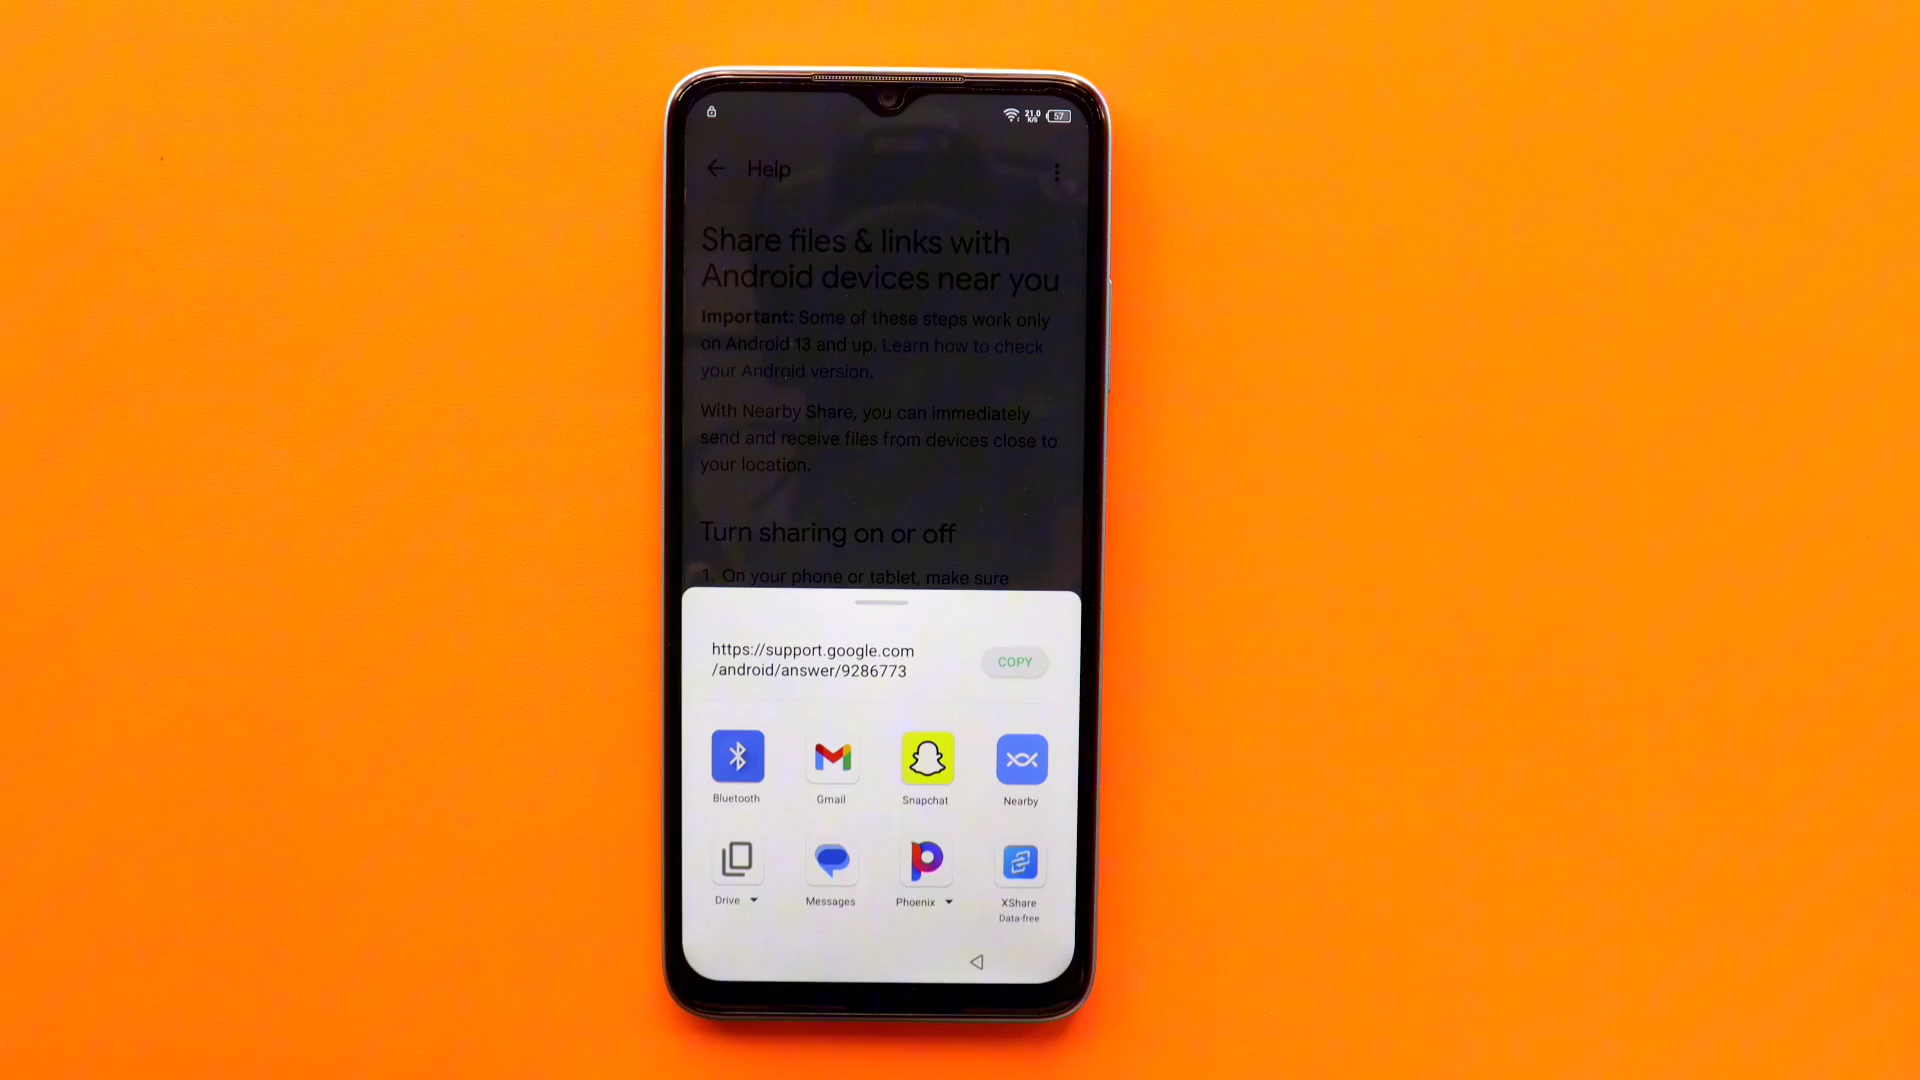 21.0
K/S
57
Help
Share files & links with
Android devices near you
Important: Some of these steps work only
on Android 13 and up. Learn how to check
your Android version.
With Nearby Share, you can immediately
send and receive files from devices close to
your location.
Turn sharing on or off
1. On your phone or tablet, make sure
https://support.google.com
/android/answer/9286773
COPY
Bluetooth
Gmail
Snapchat
Nearby
Drive
Messages
Phoenix
XShare
Data-free